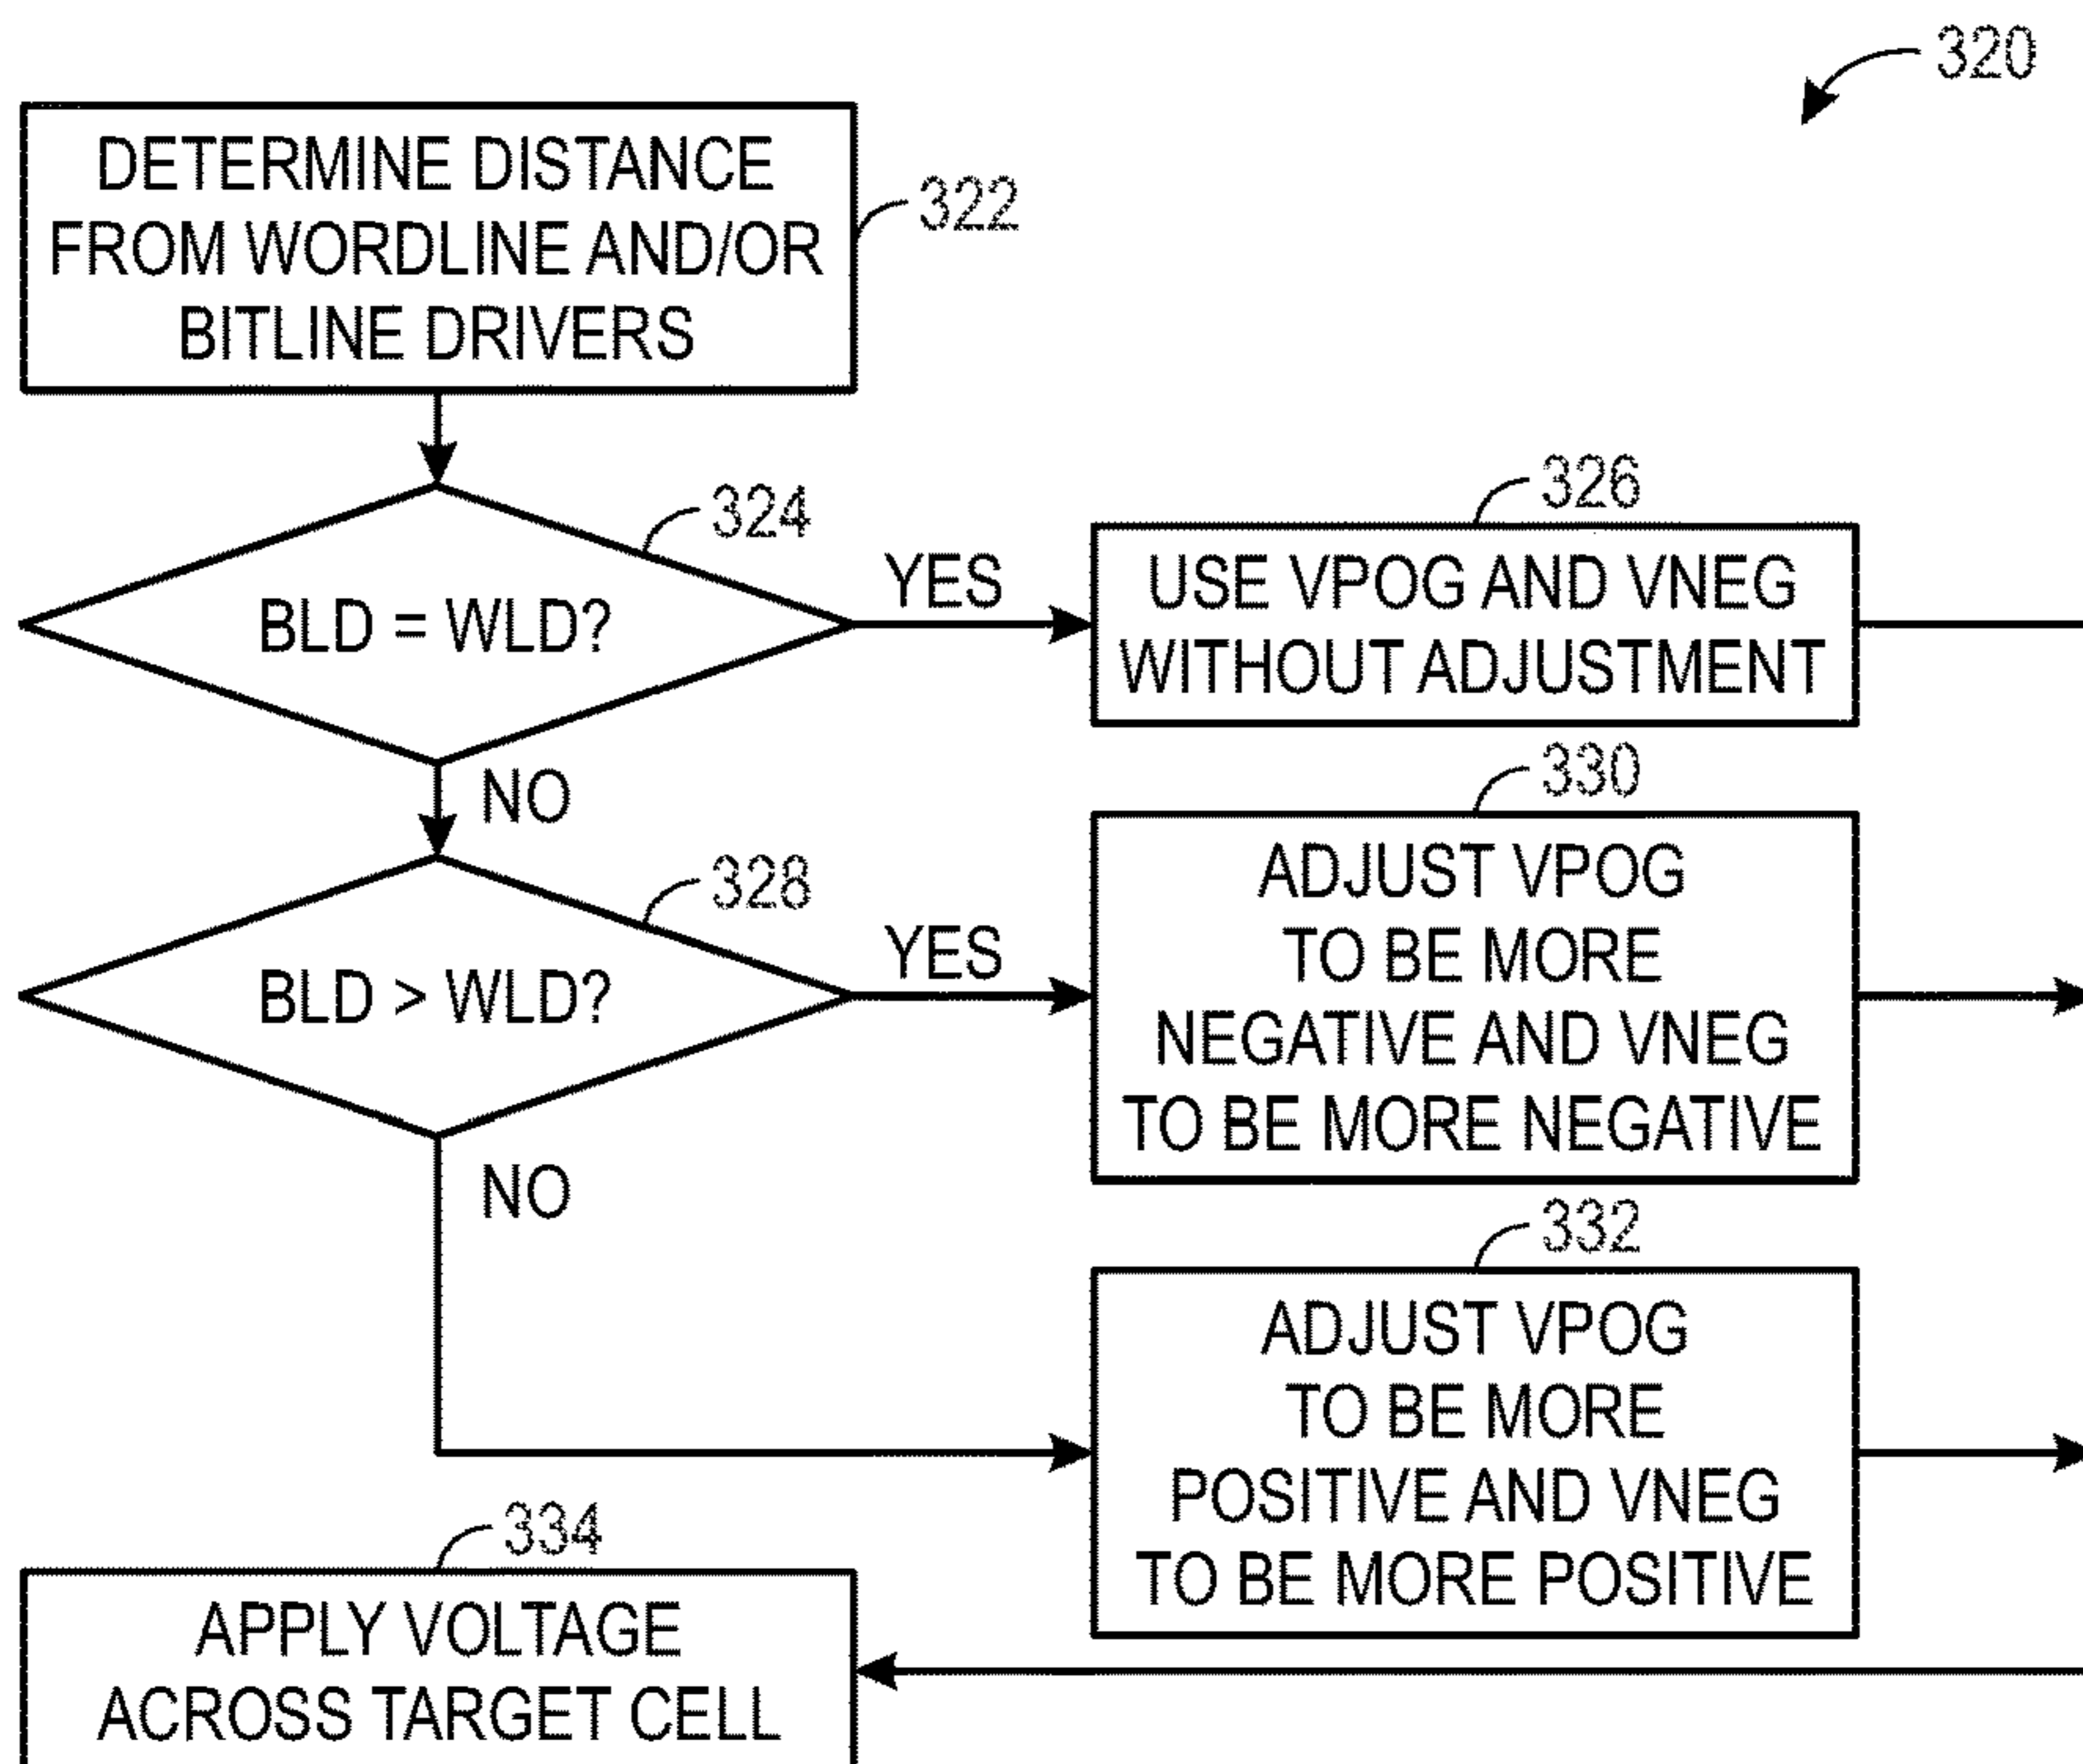 320
DETERMINE DISTANCE
FROM WORDLINE AND/OR
BITLINE DRIVERS
322
324
BLD = WLD?
YES
326
USE VPOG AND VNEG
WITHOUT ADJUSTMENT
NO
328
BLD > WLD?
YES
330
ADJUST VPOG
TO BE MORE
NEGATIVE AND VNEG
TO BE MORE NEGATIVE
NO
332
ADJUST VPOG
TO BE MORE
POSITIVE AND VNEG
TO BE MORE POSITIVE
334
APPLY VOLTAGE
ACROSS TARGET CELL